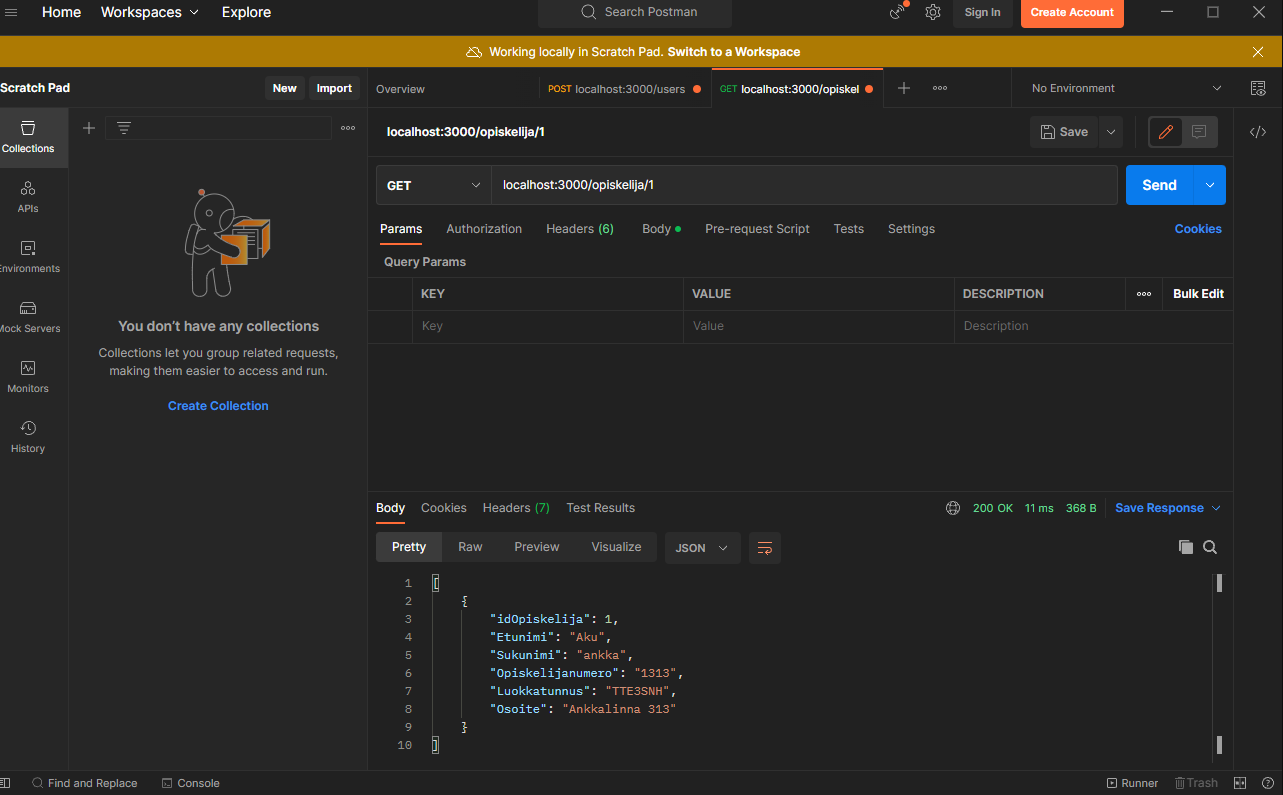 Home Workspaces Explore Search Postman Sign In Create Account
Working locally in Scratch Pad. Switch to a Workspace
Scratch Pad New Import
Overview POST localhost:3000/users GET localhost:3000/opiskel No Environment
localhost:3000/opiskelija/1 Save
GET localhost:3000/opiskelija/1 Send
Params Authorization Headers (6) Body Pre-request Script Tests Settings Cookies
Query Params
KEY VALUE DESCRIPTION Bulk Edit
Key Value Description
Collections
APIs
Environments
Mock Servers
Monitors
History
You don't have any collections
Collections let you group related requests,
making them easier to access and run.
Create Collection
Body Cookies Headers (7) Test Results 200 OK 11 ms 368 B Save Response
Pretty Raw Preview Visualize JSON
1 [
2 {
3 "idOpiskelija": 1,
4 "Etunimi": "Aku",
5 "Sukunimi": "ankka",
6 "Opiskelijanumero": "1313",
7 "Luokkatunnus": "TTE3SNH",
8 "Osoite": "Ankkalinna 313"
9 }
10 ]
Find and Replace Console Runner Trash